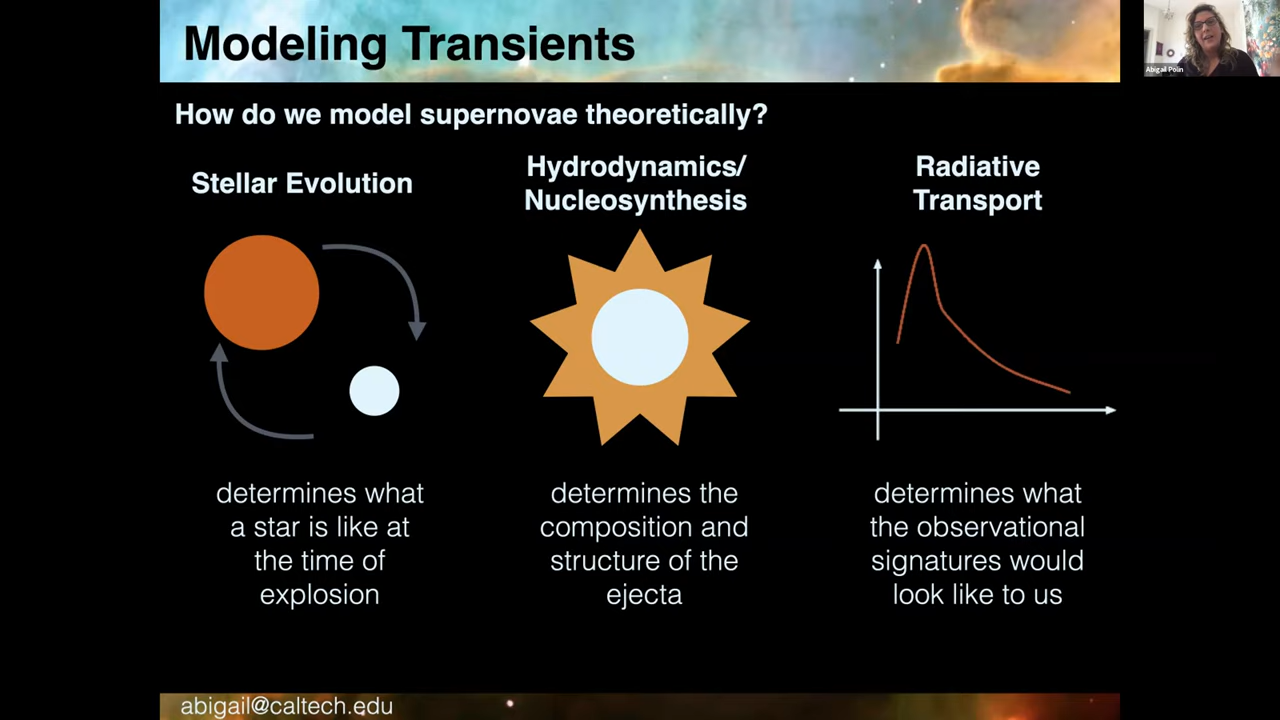 Modeling Transients
Abigail Polin
How do we model supernovae theoretically?
Stellar Evolution
Hydrodynamics/
Nucleosynthesis
Radiative
Transport
determines what
a star is like at
the time of
explosion
determines the
composition and
structure of the
ejecta
determines what
the observational
signatures would
look like to us
abigail@caltech.edu